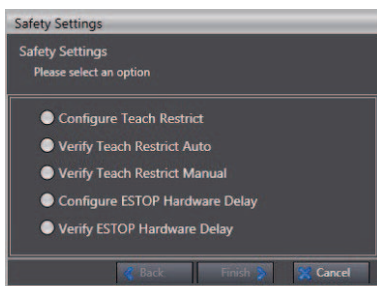 Safety Settings
Safety Settings
Please select an option
Configure Teach Restrict
Verify Teach Restrict Auto
Verify Teach Restrict Manual
Configure ESTOP Hardware Delay
Verify ESTOP Hardware Delay
Back Finish Cancel